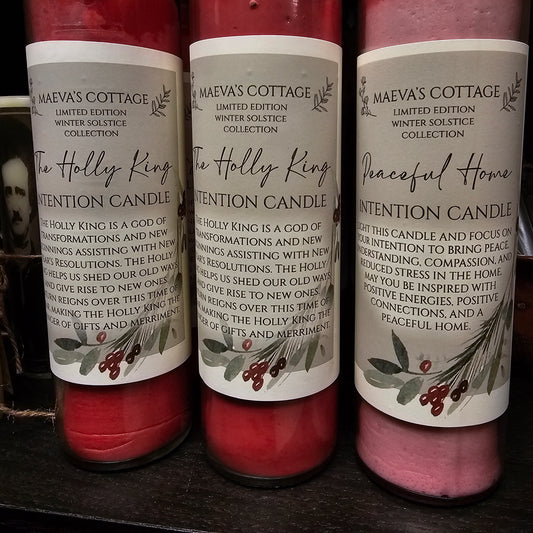 MAEVA'S COTTAGE
LIMITED EDITION
WINTER SOLSTICE
COLLECTION
The Holly King
INTENTION CANDLE
THE HOLLY KING IS A GOD OF
TRANSFORMATIONS AND NEW
ASSISTING WITH NEW
RESOLUTIONS. THE HOLLY
HELPS US SHED OUR OLD WAYS
AND GIVE RISE TO NEW ONES.
REIGNS OVER THIS TIME OF
MAKING THE HOLLY KING THE
OF GIFTS AND MERRIMENT.
MAEVA'S COTTAGE
LIMITED EDITION
WINTER SOLSTICE
COLLECTION
The Holly King
INTENTION CANDLE
THE HOLLY KING IS A GOD OF
TRANSFORMATIONS AND NEW
ASSISTING WITH NEW
RESOLUTIONS. THE HOLLY
HELPS US SHED OUR OLD WAYS
AND GIVE RISE TO NEW ONES.
REIGNS OVER THIS TIME OF
MAKING THE HOLLY KING THE
OF GIFTS AND MERRIMENT.
MAEVA'S COTTAGE
LIMITED EDITION
WINTER SOLSTICE
COLLECTION
Peaceful Home
INTENTION CANDLE
LIGHT THIS CANDLE AND FOCUS ON
YOUR INTENTION TO BRING PEACE,
UNDERSTANDING, COMPASSION, AND
REDUCED STRESS IN THE HOME.
MAY YOU BE INSPIRED WITH
POSITIVE ENERGIES, POSITIVE
CONNECTIONS, AND A
PEACEFUL HOME.